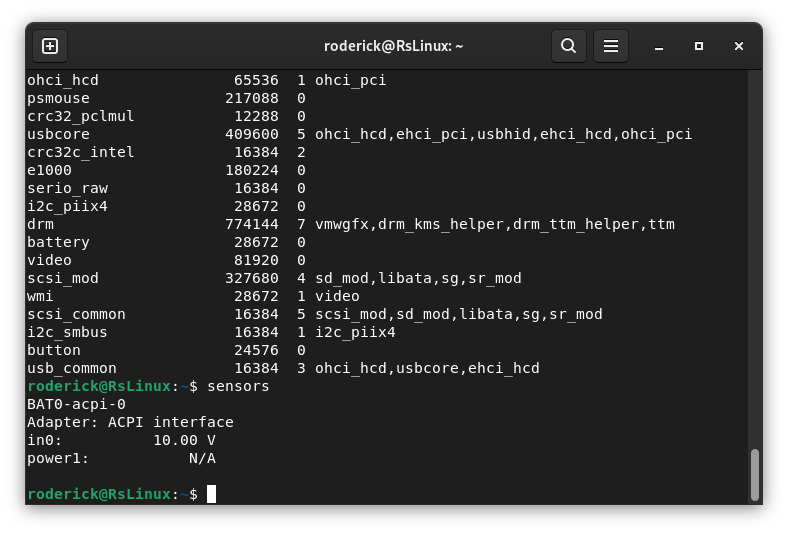 roderick@RsLinux: ~
ohci_hcd               65536  1 ohci_pci
psmouse               217088  0
crc32_pclmul           12288  0
usbcore               409600  5 ohci_hcd,ehci_pci,usbhid,ehci_hcd,ohci_pci
crc32c_intel           16384  2
e1000                 180224  0
serio_raw              16384  0
i2c_piix4              28672  0
drm                   774144  7 vmwgfx,drm_kms_helper,drm_ttm_helper,ttm
battery                28672  0
video                  81920  0
scsi_mod              327680  4 sd_mod,libata,sg,sr_mod
wmi                    28672  1 video
scsi_common            16384  5 scsi_mod,sd_mod,libata,sg,sr_mod
i2c_smbus              16384  1 i2c_piix4
button                 24576  0
usb_common             16384  3 ohci_hcd,usbcore,ehci_hcd
roderick@RsLinux:~$ sensors
BAT0-acpi-0
Adapter: ACPI interface
in0:          10.00 V
power1:           N/A
roderick@RsLinux:~$